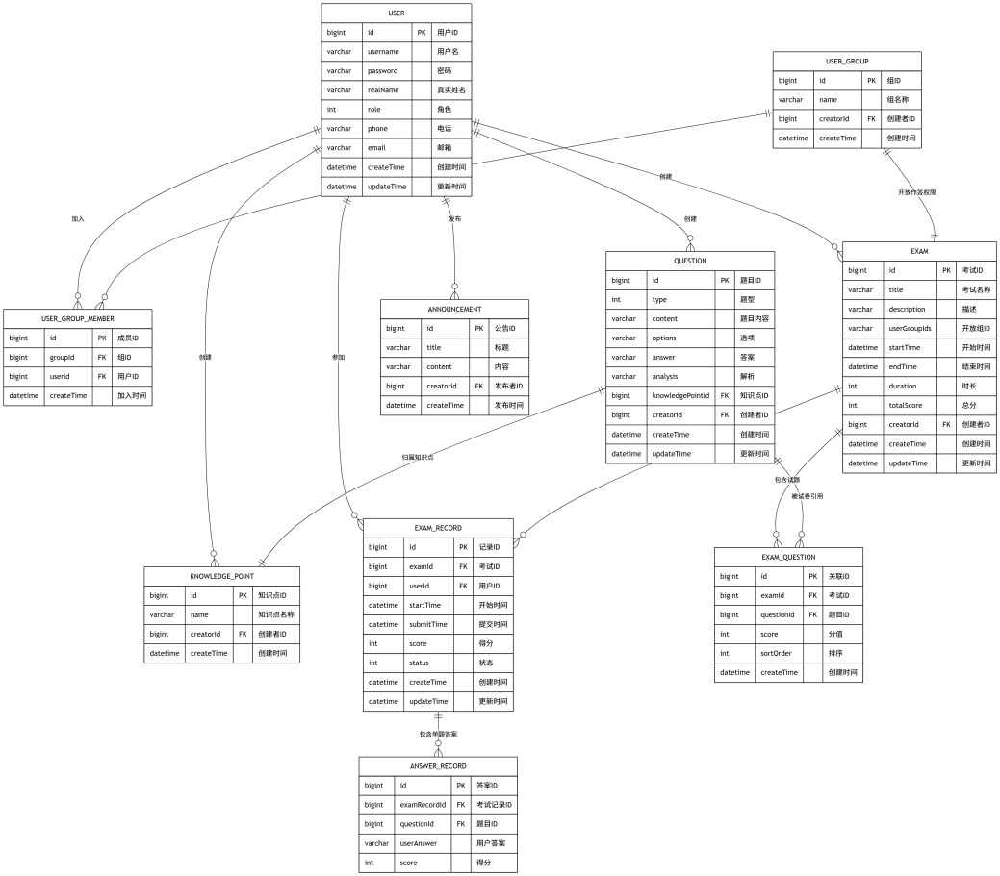 USER
bigint id PK 用户ID
varchar username 用户名
varchar password 密码
varchar realName 真实姓名
int role 角色
varchar phone 电话
varchar email 邮箱
datetime createTime 创建时间
datetime updateTime 更新时间
USER_GROUP
bigint id PK 组ID
varchar name 组名称
bigint creatorId FK 创建者ID
datetime createTime 创建时间
创建
开放作答权限
加入
发布
创建
USER_GROUP_MEMBER
bigint id PK 成员ID
bigint groupId FK 组ID
bigint userId FK 用户ID
datetime createTime 加入时间
创建
参加
ANNOUNCEMENT
bigint id PK 公告ID
varchar title 标题
varchar content 内容
bigint creatorId FK 发布者ID
datetime createTime 发布时间
QUESTION
bigint id PK 题目ID
int type 题型
varchar content 题目内容
varchar options 选项
varchar answer 答案
varchar analysis 解析
bigint knowledgePointId FK 知识点ID
bigint creatorId FK 创建者ID
datetime createTime 创建时间
datetime updateTime 更新时间
EXAM
bigint id PK 考试ID
varchar title 考试名称
varchar description 描述
varchar userGroupIds 开放组ID
datetime startTime 开始时间
datetime endTime 结束时间
int duration 时长
int totalScore 总分
bigint creatorId FK 创建者ID
datetime createTime 创建时间
datetime updateTime 更新时间
归属知识点
包含试题
被试卷引用
KNOWLEDGE_POINT
bigint id PK 知识点ID
varchar name 知识点名称
bigint creatorId FK 创建者ID
datetime createTime 创建时间
EXAM_RECORD
bigint id PK 记录ID
bigint examId FK 考试ID
bigint userId FK 用户ID
datetime startTime 开始时间
datetime submitTime 提交时间
int score 得分
int status 状态
datetime createTime 创建时间
datetime updateTime 更新时间
EXAM_QUESTION
bigint id PK 关联ID
bigint examId FK 考试ID
bigint questionId FK 题目ID
int score 分值
int sortOrder 排序
datetime createTime 创建时间
包含单题答案
ANSWER_RECORD
bigint id PK 答案ID
bigint examRecordId FK 考试记录ID
bigint questionId FK 题目ID
varchar userAnswer 用户答案
int score 得分